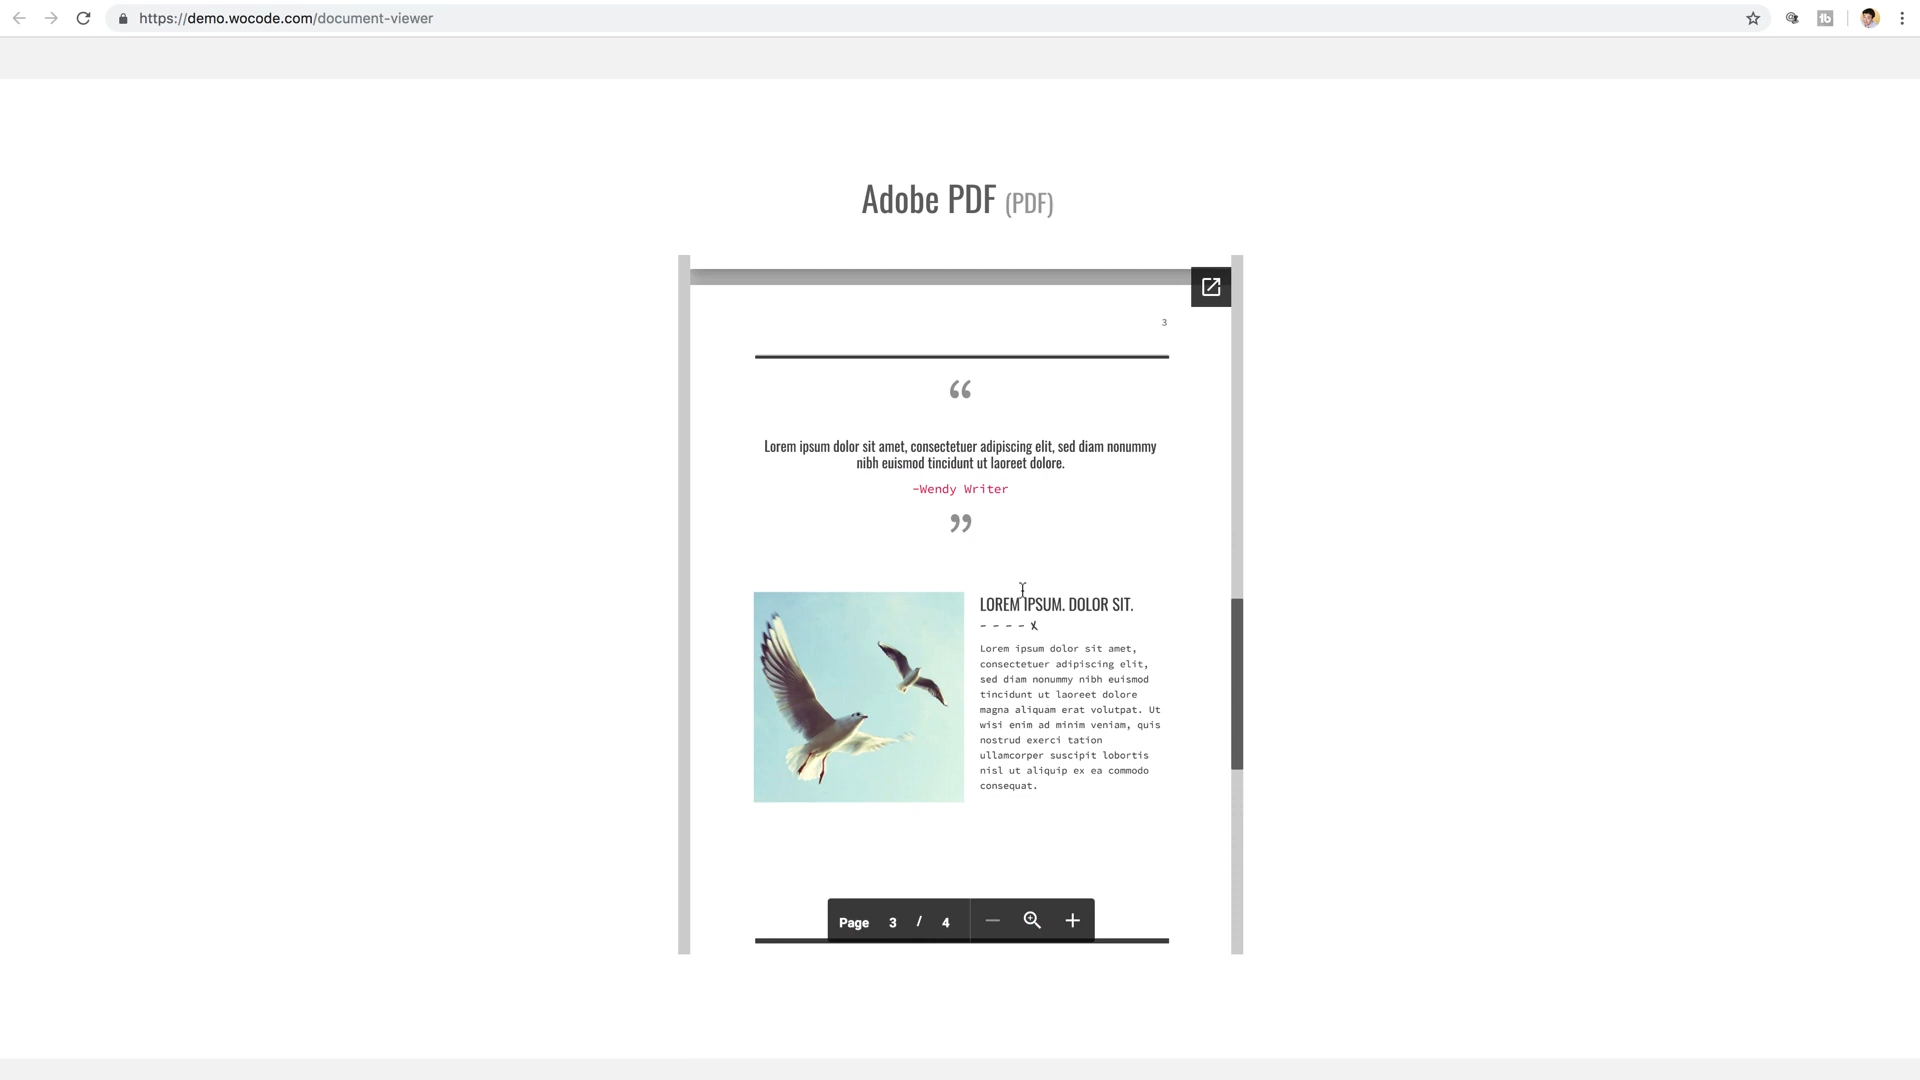 https://demo.wocode.com/document-viewer
Adobe PDF (PDF)
3
“
Lorem ipsum dolor sit amet, consectetuer adipiscing elit, sed diam nonummy
nibh euismod tincidunt ut laoreet dolore.
-Wendy Writer
”
LOREM IPSUM. DOLOR SIT.
- - - - x
Lorem ipsum dolor sit amet,
consectetuer adipiscing elit,
sed diam nonummy nibh euismod
tincidunt ut laoreet dolore
magna aliquam erat volutpat. Ut
wisi enim ad minim veniam, quis
nostrud exerci tation
ullamcorper suscipit lobortis
nisl ut aliquip ex ea commodo
consequat.
Page 3 / 4